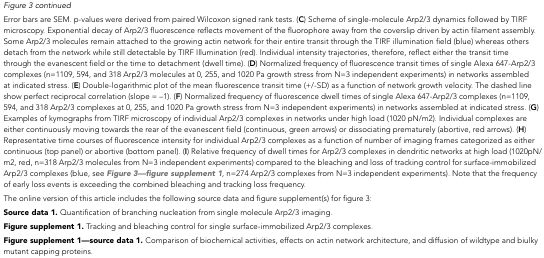 Figure 3 continued
Error bars are SEM. p-values were derived from paired Wilcoxon signed rank tests. (C) Scheme of single-molecule Arp2/3 dynamics followed by TIRF
microscopy. Exponential decay of Arp2/3 fluorescence reflects movement of the fluorophore away from the coverslip driven by actin filament assembly.
Some Arp2/3 molecules remain attached to the growing actin network for their entire transit through the TIRF illumination field (blue) whereas others
detach from the network while still detectable by TIRF Illumination (red). Individual intensity trajectories, therefore, reflect either the transit time
through the evanescent field or the time to detachment (dwell time). (D) Normalized frequency of fluorescence transit times of single Alexa 647-Arp2/3
complexes (n=1109, 594, and 318 Arp2/3 molecules at 0, 255, and 1020 Pa growth stress from N=3 independent experiments) in networks assembled
at indicated stress. (E) Double-logarithmic plot of the mean fluorescence transit time (+/-SD) as a function of network growth velocity. The dashed line
show perfect reciprocal correlation (slope = −1). (F) Normalized frequency of fluorescence dwell times of single Alexa 647-Arp2/3 complexes (n=1109,
594, and 318 Arp2/3 complexes at 0, 255, and 1020 Pa growth stress from N=3 independent experiments) in networks assembled at indicated stress. (G)
Examples of kymographs from TIRF microscopy of individual Arp2/3 complexes in networks under high load (1020 pN/m2). Individual complexes are
either continuously moving towards the rear of the evanescent field (continuous, green arrows) or dissociating prematurely (abortive, red arrows). (H)
Representative time courses of fluorescence intensity for individual Arp2/3 complexes as a function of number of imaging frames categorized as either
continuous (top panel) or abortive (bottom panel). (I) Relative frequency of dwell times for Arp2/3 complexes in dendritic networks at high load (1020pN/
m2, red, n=318 Arp2/3 molecules from N=3 independent experiments) compared to the bleaching and loss of tracking control for surface-immobilized
Arp2/3 complexes (blue, see Figure 3—figure supplement 1, n=274 Arp2/3 complexes from N=3 independent experiments). Note that the frequency
of early loss events is exceeding the combined bleaching and tracking loss frequency.
The online version of this article includes the following source data and figure supplement(s) for figure 3:
Source data 1. Quantification of branching nucleation from single molecule Arp2/3 imaging.
Figure supplement 1. Tracking and bleaching control for single surface-immobilized Arp2/3 complexes.
Figure supplement 1—source data 1. Comparison of biochemical activities, effects on actin network architecture, and diffusion of wildtype and biulky
mutant capping proteins.